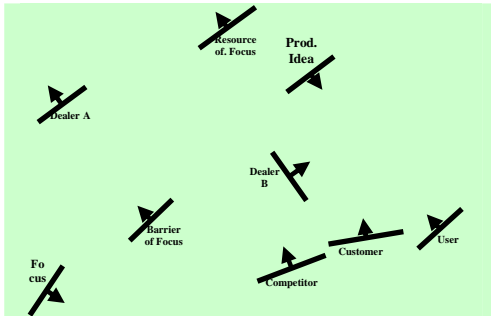 Resource
of. Focus
Prod.
Idea
Dealer A
Dealer
B
Barrier
of Focus
User
Customer
Fo
cus
Competitor